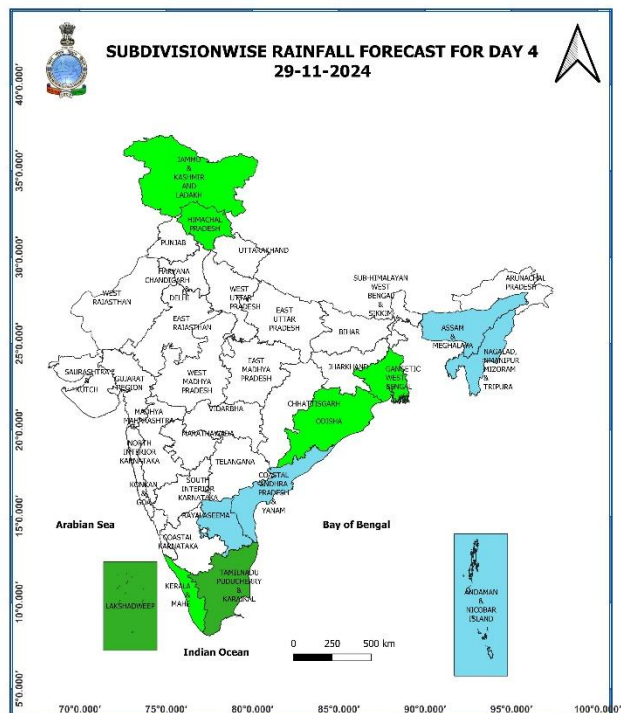 SUBDIVISIONWISE RAINFALL FORECAST FOR DAY 4
29-11-2024
40°0.000'
35°0.000'
30°0.000'
25°0.000'
20°0.000'
15°0.000'
10°0.000'
5°0.000'
JAMMU
&
KASHMIR
AND
LADAKH
HIMACHAL
PRADESH
PUNJAB
UTTARAKHAND
HARYANA
CHANDIGARH
&
DELHI
WEST
RAJASTHAN
WEST
UTTAR
PRADESH
EAST
UTTAR
PRADESH
EAST
RAJASTHAN
SUB-HIMALAYAN
WEST
BENGAL
&
SIKKIM
ARUNACHAL
PRADESH
ASSAM
&
MEGHALAYA
NAGALAD,
MANIPUR
MIZORAM
&
TRIPURA
BIHAR
JHARKHAND
GANGETIC
WEST
BENGAL
SAURASHTRA
&
KUTCH
GUJARAT
REGION
WEST
MADHYA
PRADESH
EAST
MADHYA
PRADESH
CHHATTISGARH
ODISHA
VIDARBHA
MADHYA
MAHARASHTRA
MARATHAWADA
TELANGANA
NORTH
INTERIOR
KARNATAKA
KONKAN
&
GOA
SOUTH
INTERIOR
KARNATAKA
COASTAL
ANDHRA
PRADESH
&
YANAM
RAYALASEEMA
COASTAL
KARNATAKA
Arabian Sea
Bay of Bengal
LAKSHADWEEP
KERALA
&
MAHE
TAMILNADU
PUDUCHERRY
&
KARAIKAL
ANDAMAN
&
NICOBAR
ISLAND
Indian Ocean
0 250 500 km
70°0.000' 75°0.000' 80°0.000' 85°0.000' 90°0.000' 95°0.000' 100°0.000'